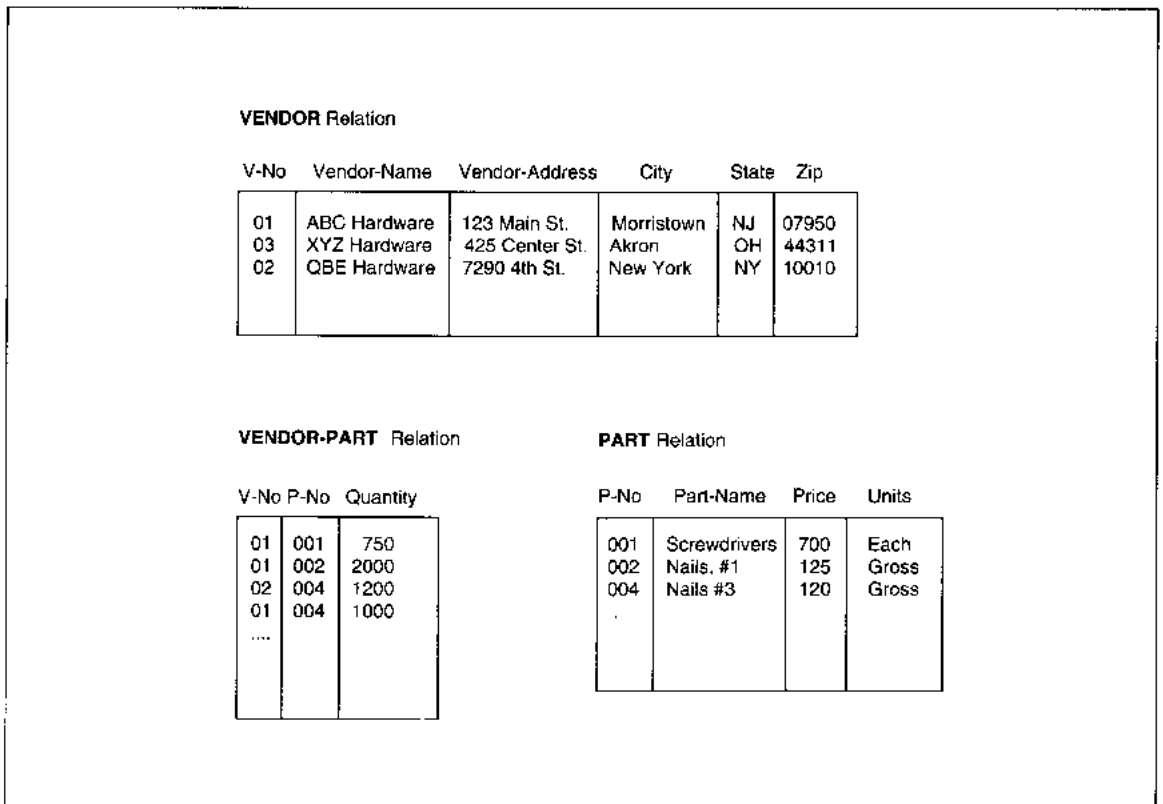 VENDOR Relation
V-No Vendor-Name Vendor-Address City State Zip
01 ABC Hardware 123 Main St. Morristown NJ 07950
03 XYZ Hardware 425 Center St. Akron OH 44311
02 QBE Hardware 7290 4th St. New York NY 10010
VENDOR-PART Relation
V-No P-No Quantity
01 001 750
01 002 2000
02 004 1200
01 004 1000
....
PART Relation
P-No Part-Name Price Units
001 Screwdrivers 700 Each
002 Nails, #1 125 Gross
004 Nails #3 120 Gross
.